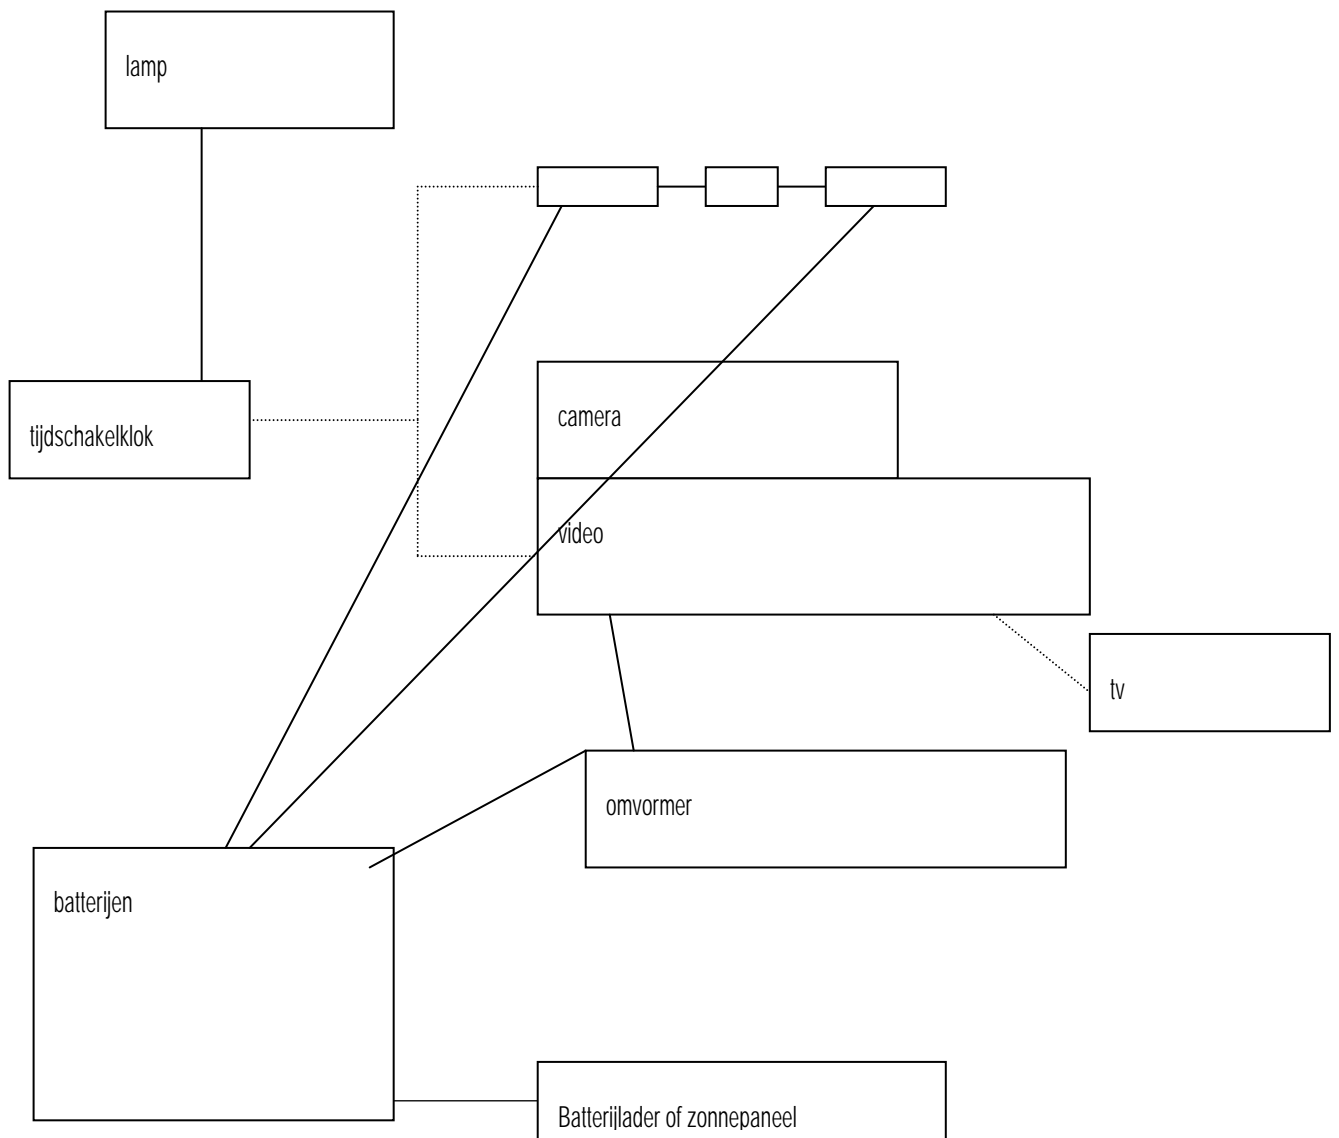 lamp
camera
tijdschakelklok
video
tv
omvormer
batterijen
Batterijlader of zonnepaneel